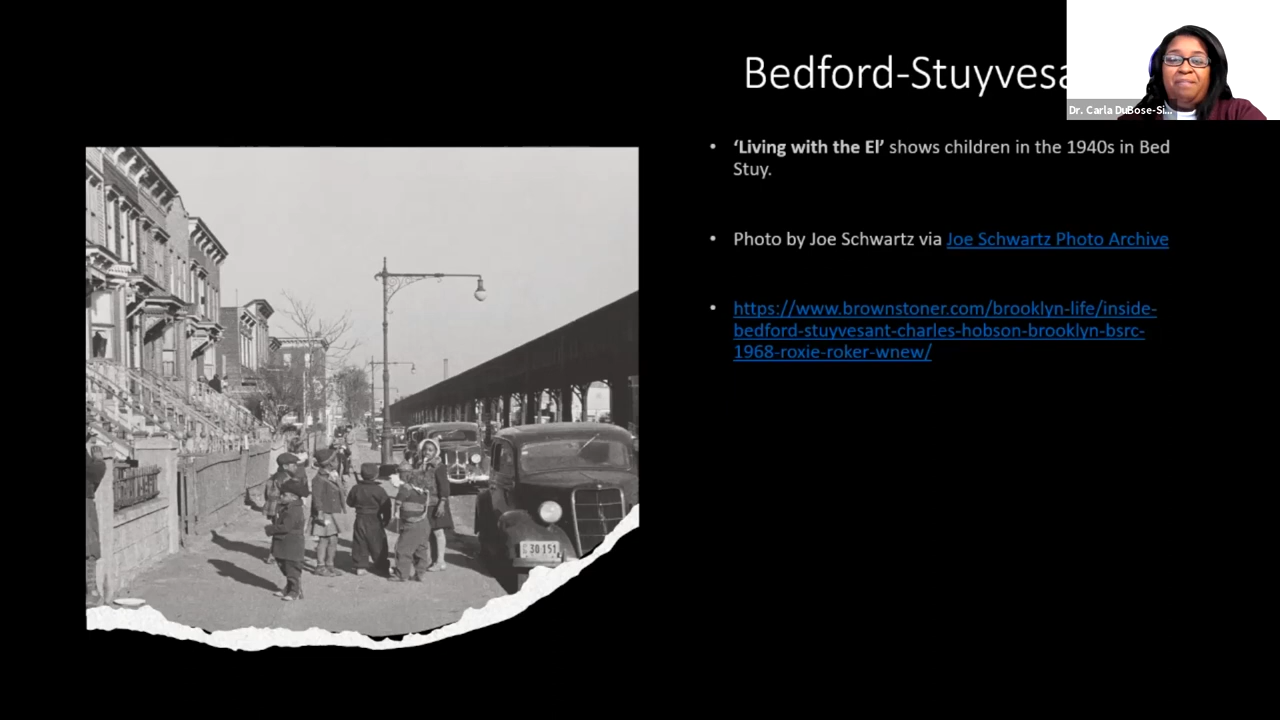 Bedford-Stuyvesa
Dr. Carla DuBose-Si...
• ‘Living with the El’ shows children in the 1940s in Bed
Stuy.
• Photo by Joe Schwartz via Joe Schwartz Photo Archive
• https://www.brownstoner.com/brooklyn-life/inside-
bedford-stuyvesant-charles-hobson-brooklyn-bsrc-
1968-roxie-roker-wnew/
30 151